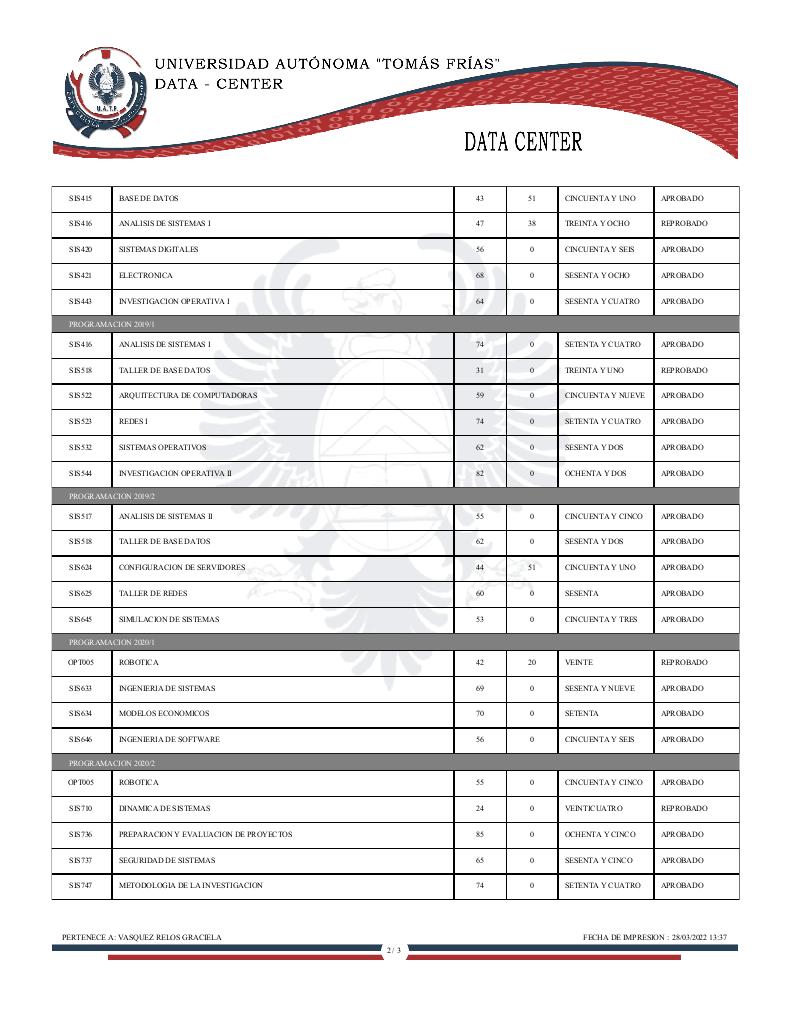 UNIVERSIDAD AUTÓNOMA "TOMÁS FRÍAS"
DATA - CENTER
U.A.T.F.
DATA CENTER
SIS415 BASE DE DATOS 43 51 CINCUENTA Y UNO APROBADO
SIS416 ANALISIS DE SISTEMAS I 47 38 TREINTA Y OCHO REPROBADO
SIS420 SISTEMAS DIGITALES 56 0 CINCUENTA Y SEIS APROBADO
SIS421 ELECTRONICA 68 0 SESENTA Y OCHO APROBADO
SIS443 INVESTIGACION OPERATIVA I 64 0 SESENTA Y CUATRO APROBADO
PROGRAMACION 2019/1
SIS416 ANALISIS DE SISTEMAS I 74 0 SETENTA Y CUATRO APROBADO
SIS518 TALLER DE BASE DATOS 31 0 TREINTA Y UNO REPROBADO
SIS522 ARQUITECTURA DE COMPUTADORAS 59 0 CINCUENTA Y NUEVE APROBADO
SIS523 REDES I 74 0 SETENTA Y CUATRO APROBADO
SIS532 SISTEMAS OPERATIVOS 62 0 SESENTA Y DOS APROBADO
SIS544 INVESTIGACION OPERATIVA II 82 0 OCHENTA Y DOS APROBADO
PROGRAMACION 2019/2
SIS517 ANALISIS DE SISTEMAS II 55 0 CINCUENTA Y CINCO APROBADO
SIS518 TALLER DE BASE DATOS 62 0 SESENTA Y DOS APROBADO
SIS624 CONFIGURACION DE SERVIDORES 44 51 CINCUENTA Y UNO APROBADO
SIS625 TALLER DE REDES 60 0 SESENTA APROBADO
SIS645 SIMULACION DE SISTEMAS 53 0 CINCUENTA Y TRES APROBADO
PROGRAMACION 2020/1
OPT005 ROBOTICA 42 20 VEINTE REPROBADO
SIS633 INGENIERIA DE SISTEMAS 69 0 SESENTA Y NUEVE APROBADO
SIS634 MODELOS ECONOMICOS 70 0 SETENTA APROBADO
SIS646 INGENIERIA DE SOFTWARE 56 0 CINCUENTA Y SEIS APROBADO
PROGRAMACION 2020/2
OPT005 ROBOTICA 55 0 CINCUENTA Y CINCO APROBADO
SIS710 DINAMICA DE SISTEMAS 24 0 VEINTICUATRO REPROBADO
SIS736 PREPARACION Y EVALUACION DE PROYECTOS 85 0 OCHENTA Y CINCO APROBADO
SIS737 SEGURIDAD DE SISTEMAS 65 0 SESENTA Y CINCO APROBADO
SIS747 METODOLOGIA DE LA INVESTIGACION 74 0 SETENTA Y CUATRO APROBADO
PERTENECE A: VASQUEZ RELOS GRACIELA FECHA DE IMPRESION : 28/03/2022 13:37
2 / 3